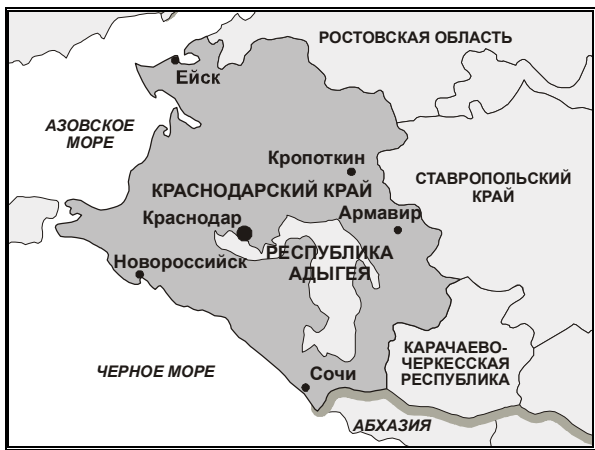 РОСТОВСКАЯ ОБЛАСТЬ
Ейск
АЗОВСКОЕ
МОРЕ
Кропоткин
СТАВРОПОЛЬСКИЙ
КРАЙ
КРАСНОДАРСКИЙ КРАЙ
Краснодар
Армавир
РЕСПУБЛИКА
АДЫГЕЯ
Новороссийск
КАРАЧАЕВО-
ЧЕРКЕССКАЯ
РЕСПУБЛИКА
ЧЕРНОЕ МОРЕ
Сочи
АБХАЗИЯ